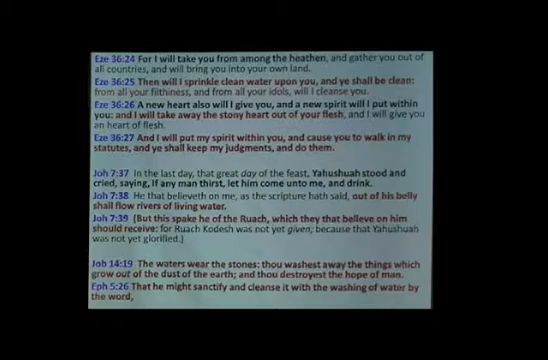 Eze 36:24 For I will take you from among the heathen, and gather you out of
all countries, and will bring you into your own land.
Eze 36:25 Then will I sprinkle clean water upon you, and ye shall be clean:
from all your filthiness, and from all your idols, will I cleanse you.
Eze 36:26 A new heart also will I give you, and a new spirit will I put within
you: and I will take away the stony heart out of your flesh, and I will give you
an heart of flesh.
Eze 36:27 And I will put my spirit within you, and cause you to walk in my
statutes, and ye shall keep my judgments, and do them.
Joh 7:37 In the last day, that great day of the feast, Yahushuah stood and
cried, saying, If any man thirst, let him come unto me, and drink.
Joh 7:38 He that believeth on me, as the scripture hath said, out of his belly
shall flow rivers of living water.
Joh 7:39 (But this spake he of the Ruach, which they that believe on him
should receive: for Ruach Kodesh was not yet given; because that Yahushuah
was not yet glorified.)
Job 14:19 The waters wear the stones: thou washest away the things which
grow out of the dust of the earth; and thou destroyest the hope of man.
Eph 5:26 That he might sanctify and cleanse it with the washing of water by
the word,